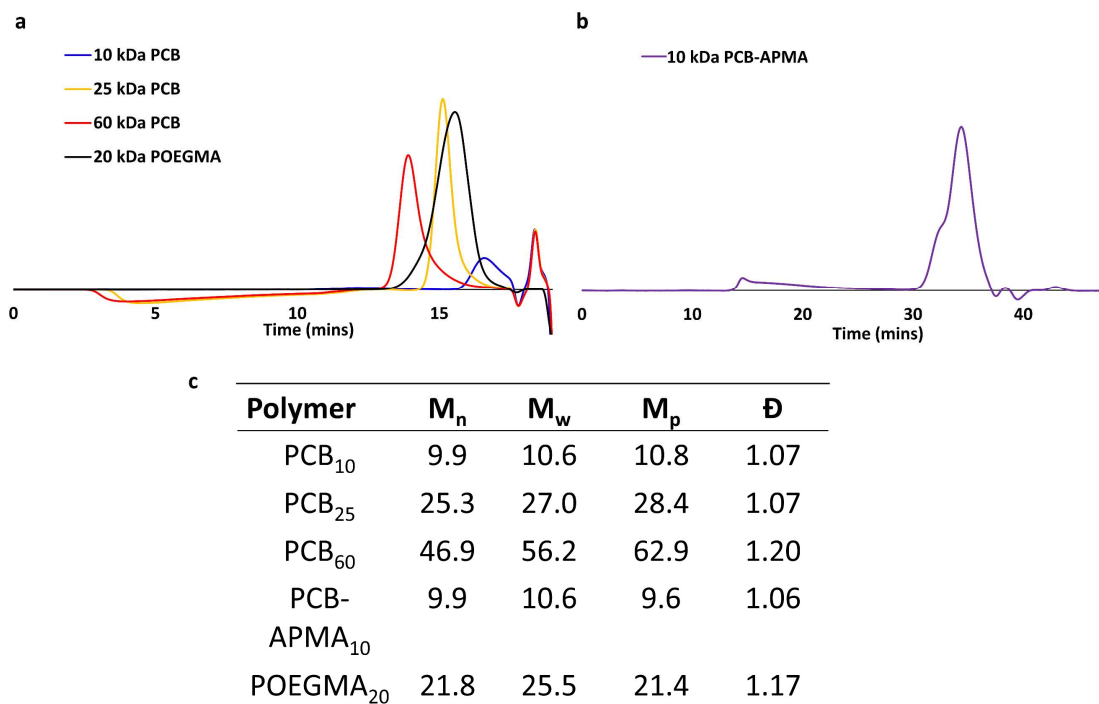 a
10 kDa PCB
25 kDa PCB
60 kDa PCB
20 kDa POEGMA
0 5 10 15
Time (mins)
b
10 kDa PCB-APMA
0 10 20 30 40
Time (mins)
c
Polymer Mn Mw Mp Đ
PCB10 9.9 10.6 10.8 1.07
PCB25 25.3 27.0 28.4 1.07
PCB60 46.9 56.2 62.9 1.20
PCB- 9.9 10.6 9.6 1.06
APMA10
POEGMA20 21.8 25.5 21.4 1.17